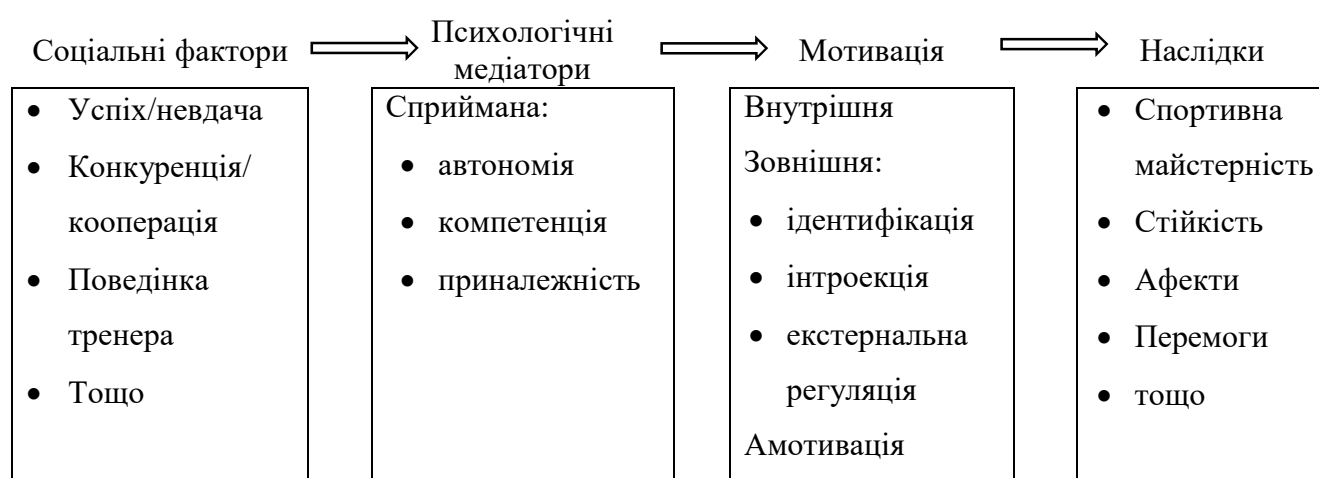 Соціальні фактори
Психологічні
медіатори
Мотивація
Наслідки
• Успіх/невдача
• Конкуренція/
кооперація
• Поведінка
тренера
• Тощо
Сприймана:
• автономія
• компетенція
• приналежність
Внутрішня
Зовнішня:
• ідентифікація
• інтроекція
• екстернальна
регуляція
Амотивація
• Спортивна
майстерність
• Стійкість
• Афекти
• Перемоги
• тощо